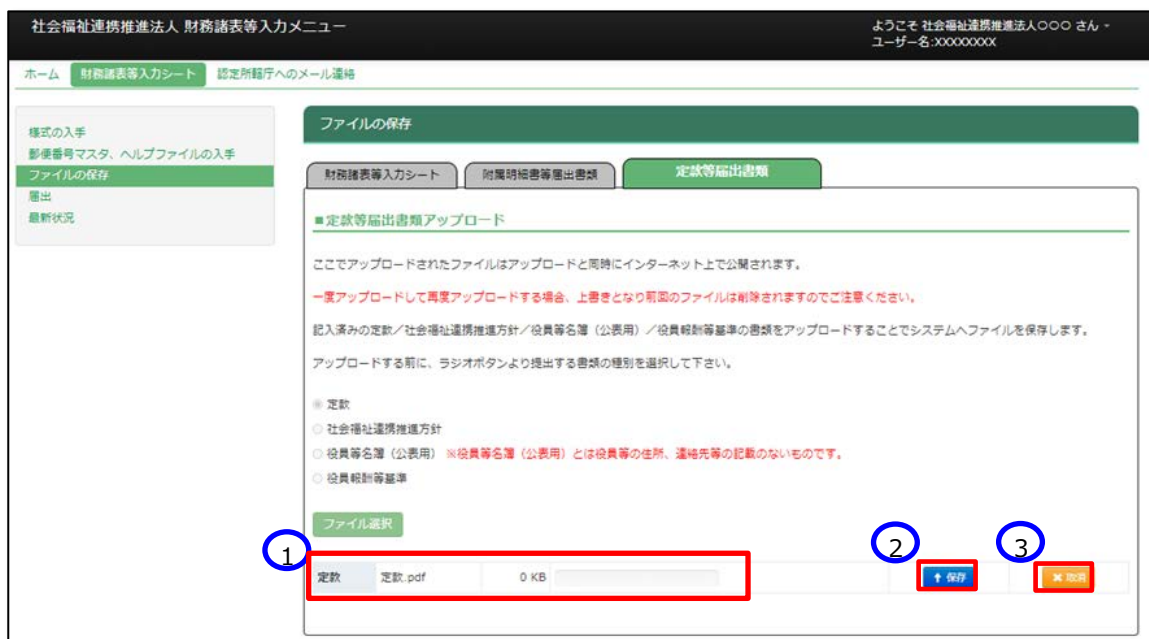 社会福祉連携推進法人 財務諸表等入力メニュー
ようこそ 社会福祉連携推進法人〇〇〇 さん
ユーザー名:XXXXXXXX
ホーム 財務諸表等入力シート 認定所轄庁へのメール連絡
様式の入手
郵便番号マスタ、ヘルプファイルの入手
ファイルの保存
届出
最新状況
ファイルの保存
財務諸表等入力シート 附属明細書等届出書類 定款等届出書類
■定款等届出書類アップロード
ここでアップロードされたファイルはアップロードと同時にインターネット上で公開されます。
一度アップロードして再度アップロードする場合、上書きとなり前回のファイルは削除されますのでご注意ください。
記入済みの定款／社会福祉連携推進方針／役員等名簿（公表用）／役員報酬等基準の書類をアップロードすることでシステムへファイルを保存します。
アップロードする前に、ラジオボタンより提出する書類の種別を選択して下さい。
定款
社会福祉連携推進方針
役員等名簿（公表用） ※役員等名簿（公表用）とは役員等の住所、連絡先等の記載のないものです。
役員報酬等基準
ファイル選択
1 2 3
定款 定款.pdf 0 KB 保存 取消